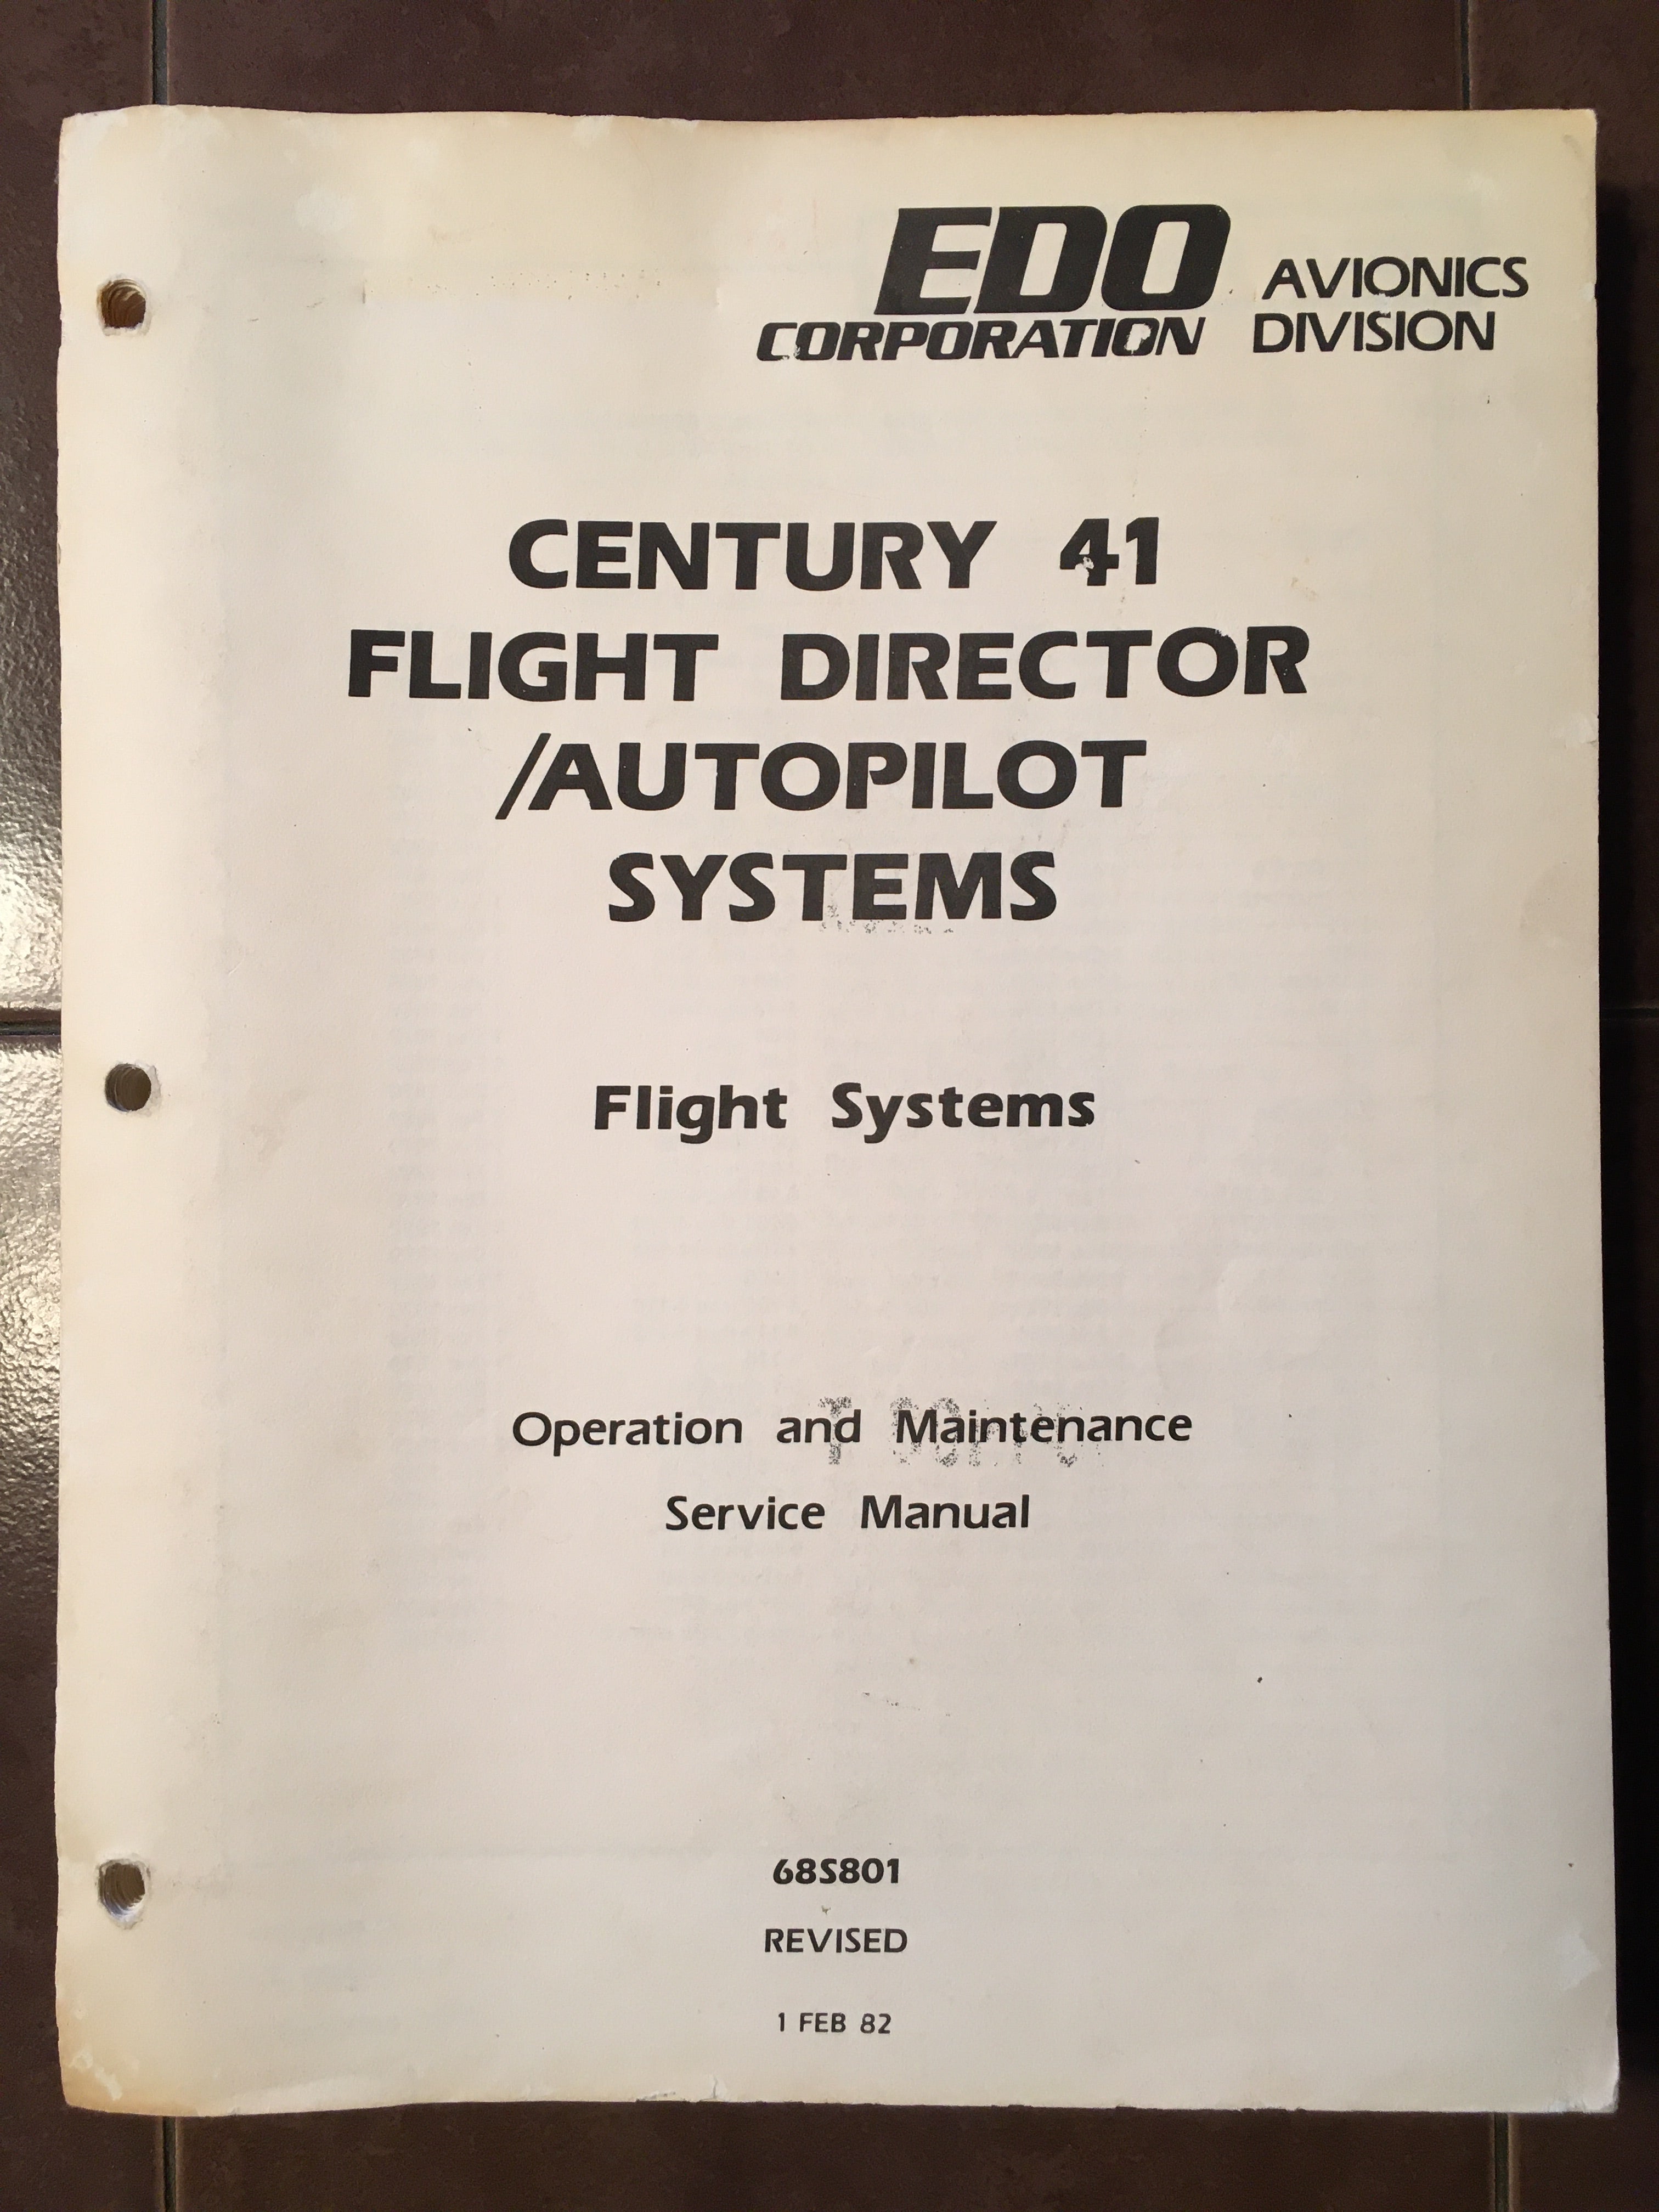 EDO AVIONICS
CORPORATION DIVISION
CENTURY 41
FLIGHT DIRECTOR
/AUTOPILOT
SYSTEMS
Flight Systems
Operation and Maintenance
Service Manual
68S801
REVISED
1 FEB 82